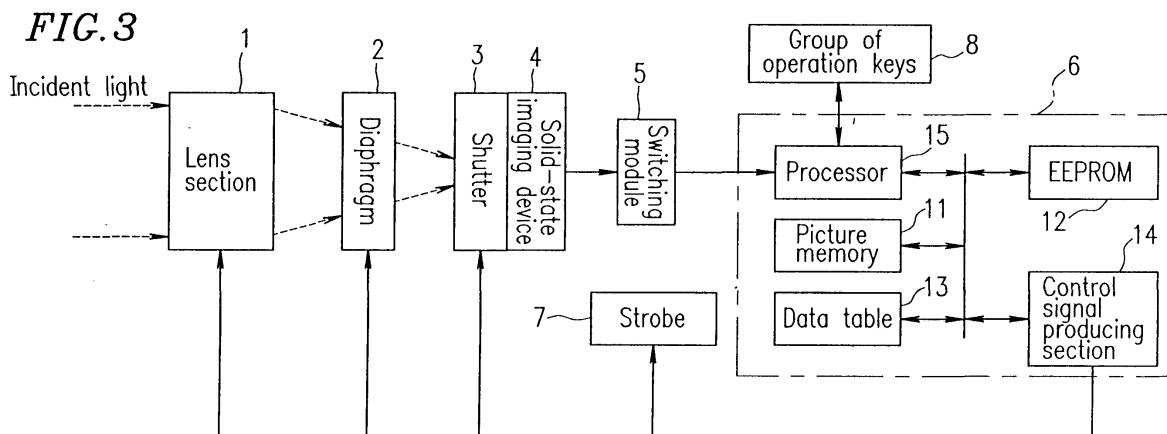 FIG.3
Incident light
1
Lens
section
2
Diaphragm
3
Shutter
4
Solid-state
imaging device
5
Switching
module
Group of
operation keys
8
6
Processor
15
EEPROM
12
Picture
memory
11
Data table
13
Control
signal
producing
section
14
7
Strobe